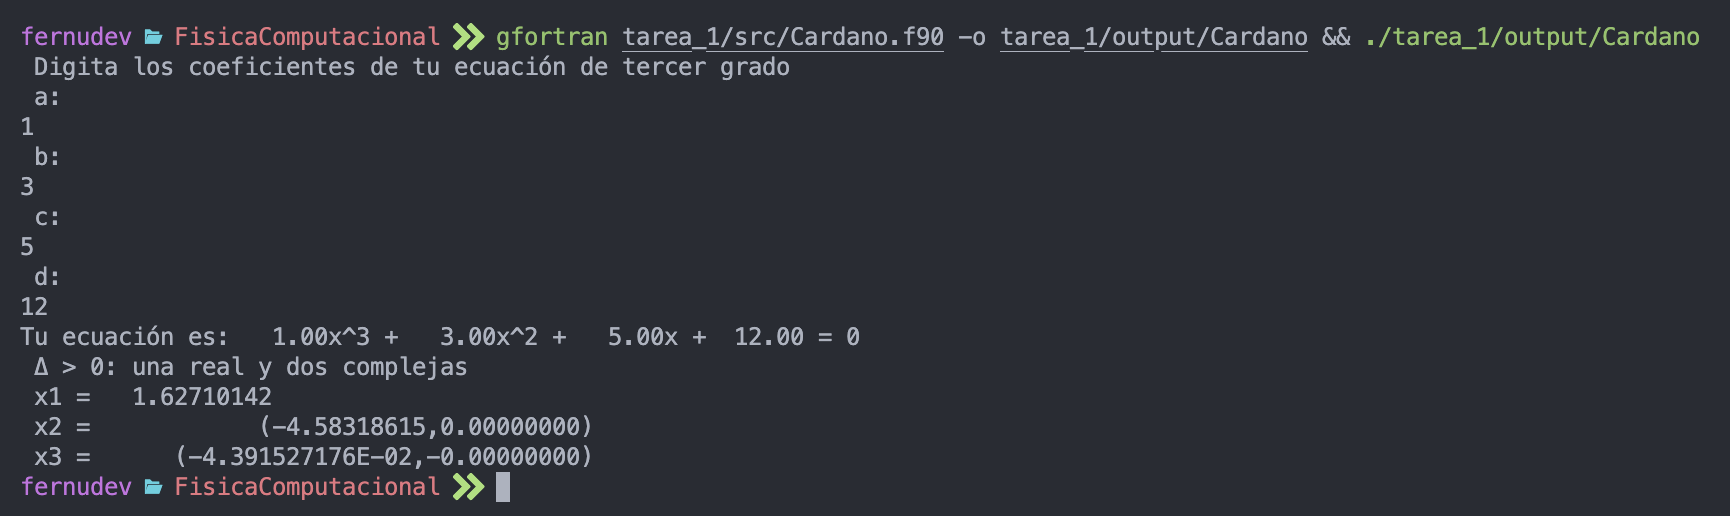 fernudev FisicaComputacional gfortran tarea_1/src/Cardano.f90 -o tarea_1/output/Cardano && ./tarea_1/output/Cardano
Digita los coeficientes de tu ecuación de tercer grado
a:
1
b:
3
c:
5
d:
12
Tu ecuación es:   1.00x^3 +   3.00x^2 +   5.00x +  12.00 = 0
Δ > 0: una real y dos complejas
x1 =   1.62710142
x2 =            (-4.58318615,0.00000000)
x3 =      (-4.391527176E-02,-0.00000000)
fernudev FisicaComputacional